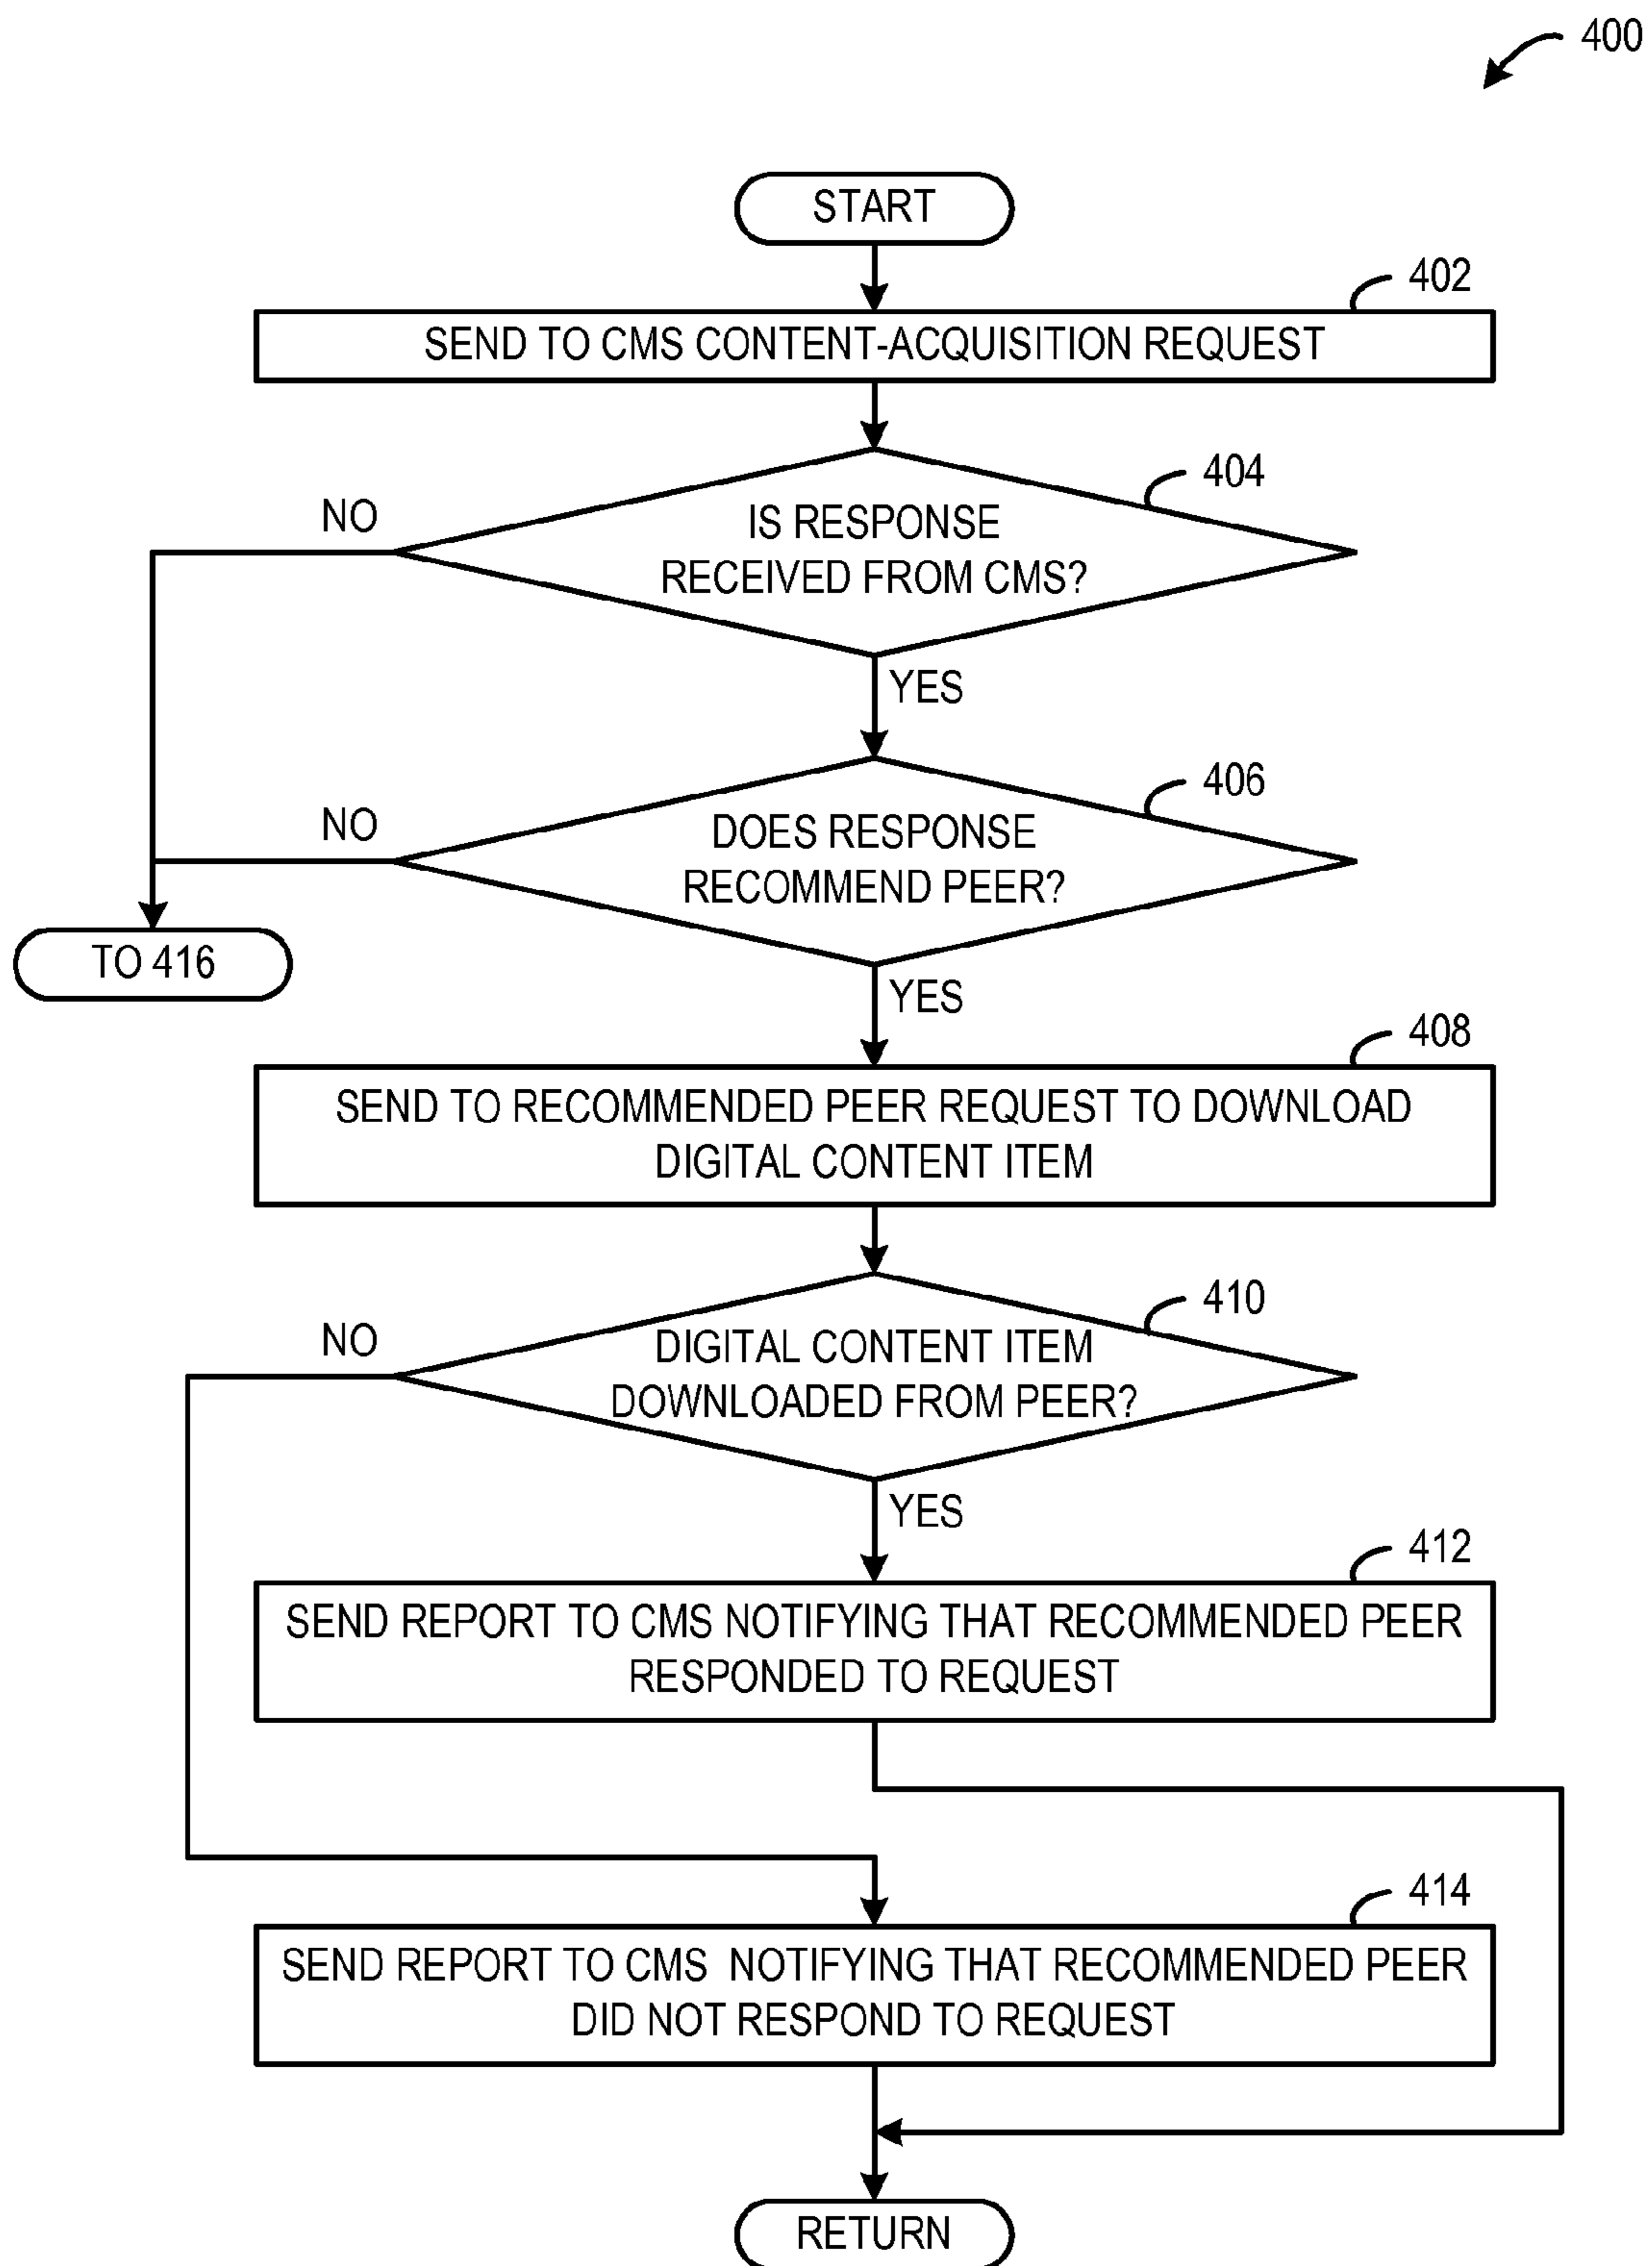 400
START
402
SEND TO CMS CONTENT-ACQUISITION REQUEST
404
NO
IS RESPONSE
RECEIVED FROM CMS?
YES
406
NO
DOES RESPONSE
RECOMMEND PEER?
TO 416
YES
408
SEND TO RECOMMENDED PEER REQUEST TO DOWNLOAD
DIGITAL CONTENT ITEM
410
NO
DIGITAL CONTENT ITEM
DOWNLOADED FROM PEER?
YES
412
SEND REPORT TO CMS NOTIFYING THAT RECOMMENDED PEER
RESPONDED TO REQUEST
414
SEND REPORT TO CMS NOTIFYING THAT RECOMMENDED PEER
DID NOT RESPOND TO REQUEST
RETURN